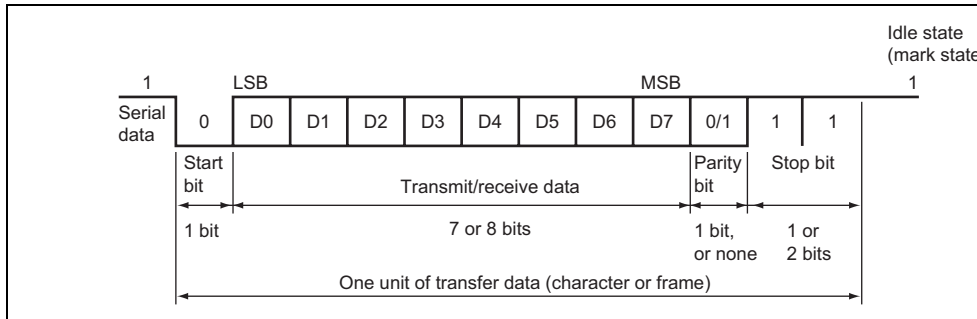 Idle state
(mark state
1 LSB MSB 1
Serial
data
0 D0 D1 D2 D3 D4 D5 D6 D7 0/1 1 1
Start
bit
Transmit/receive data
Parity
bit
Stop bit
1 bit
7 or 8 bits
1 bit,
or none
1 or
2 bits
One unit of transfer data (character or frame)